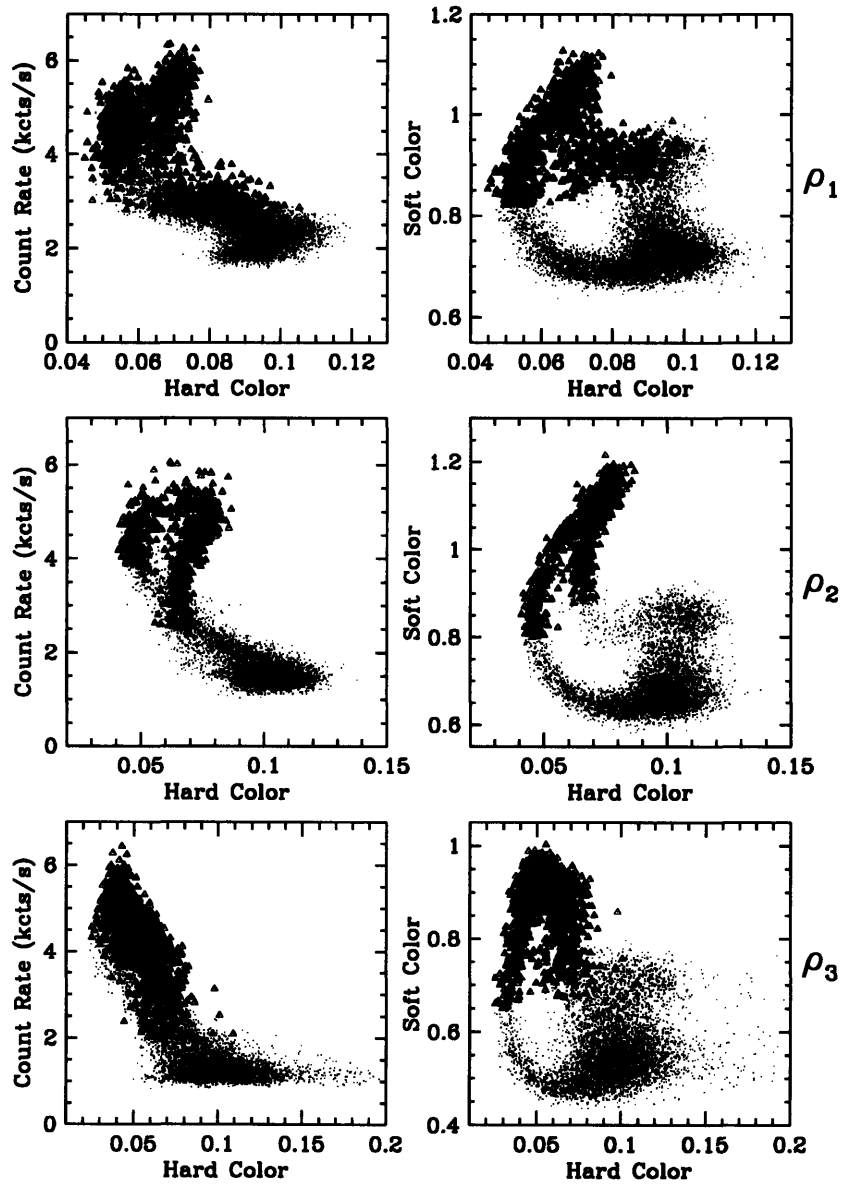 6
4
2
0
Count Rate (kcts/s)
0.04 0.06 0.08 0.1 0.12
Hard Color
1.2
1
0.8
0.6
Soft Color
0.04 0.06 0.08 0.1 0.12
Hard Color
ρ1
6
4
2
0
Count Rate (kcts/s)
0.05 0.1 0.15
Hard Color
1.2
1
0.8
0.6
Soft Color
0.05 0.1 0.15
Hard Color
ρ2
6
4
2
0
Count Rate (kcts/s)
0.05 0.1 0.15 0.2
Hard Color
1
0.8
0.6
0.4
Soft Color
0.05 0.1 0.15 0.2
Hard Color
ρ3